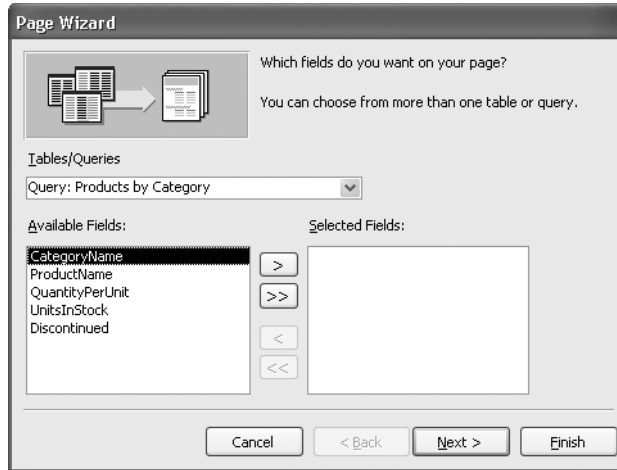 Page Wizard
Which fields do you want on your page?
You can choose from more than one table or query.
Tables/Queries
Query: Products by Category
Available Fields:
Selected Fields:
CategoryName
ProductName
QuantityPerUnit
UnitsInStock
Discontinued
>
>>
<
<<
Cancel
< Back
Next >
Finish